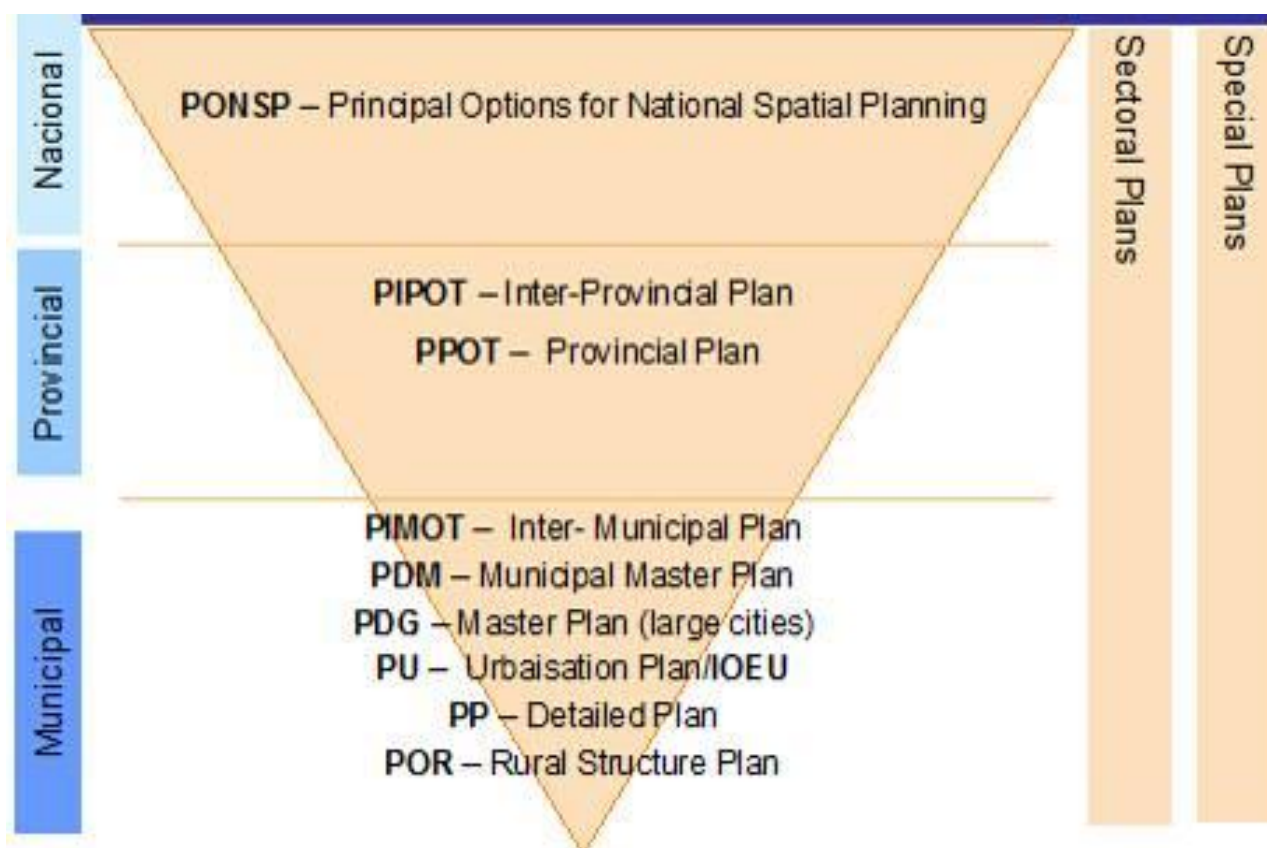 Nacional
PONSP – Principal Options for National Spatial Planning
Provincial
PIPOT – Inter-Provincial Plan
PPOT – Provincial Plan
Municipal
PIMOT – Inter- Municipal Plan
PDM – Municipal Master Plan
PDG – Master Plan (large cities)
PU – Urbaisation Plan/IOEU
PP – Detailed Plan
POR – Rural Structure Plan
Sectoral Plans
Special Plans